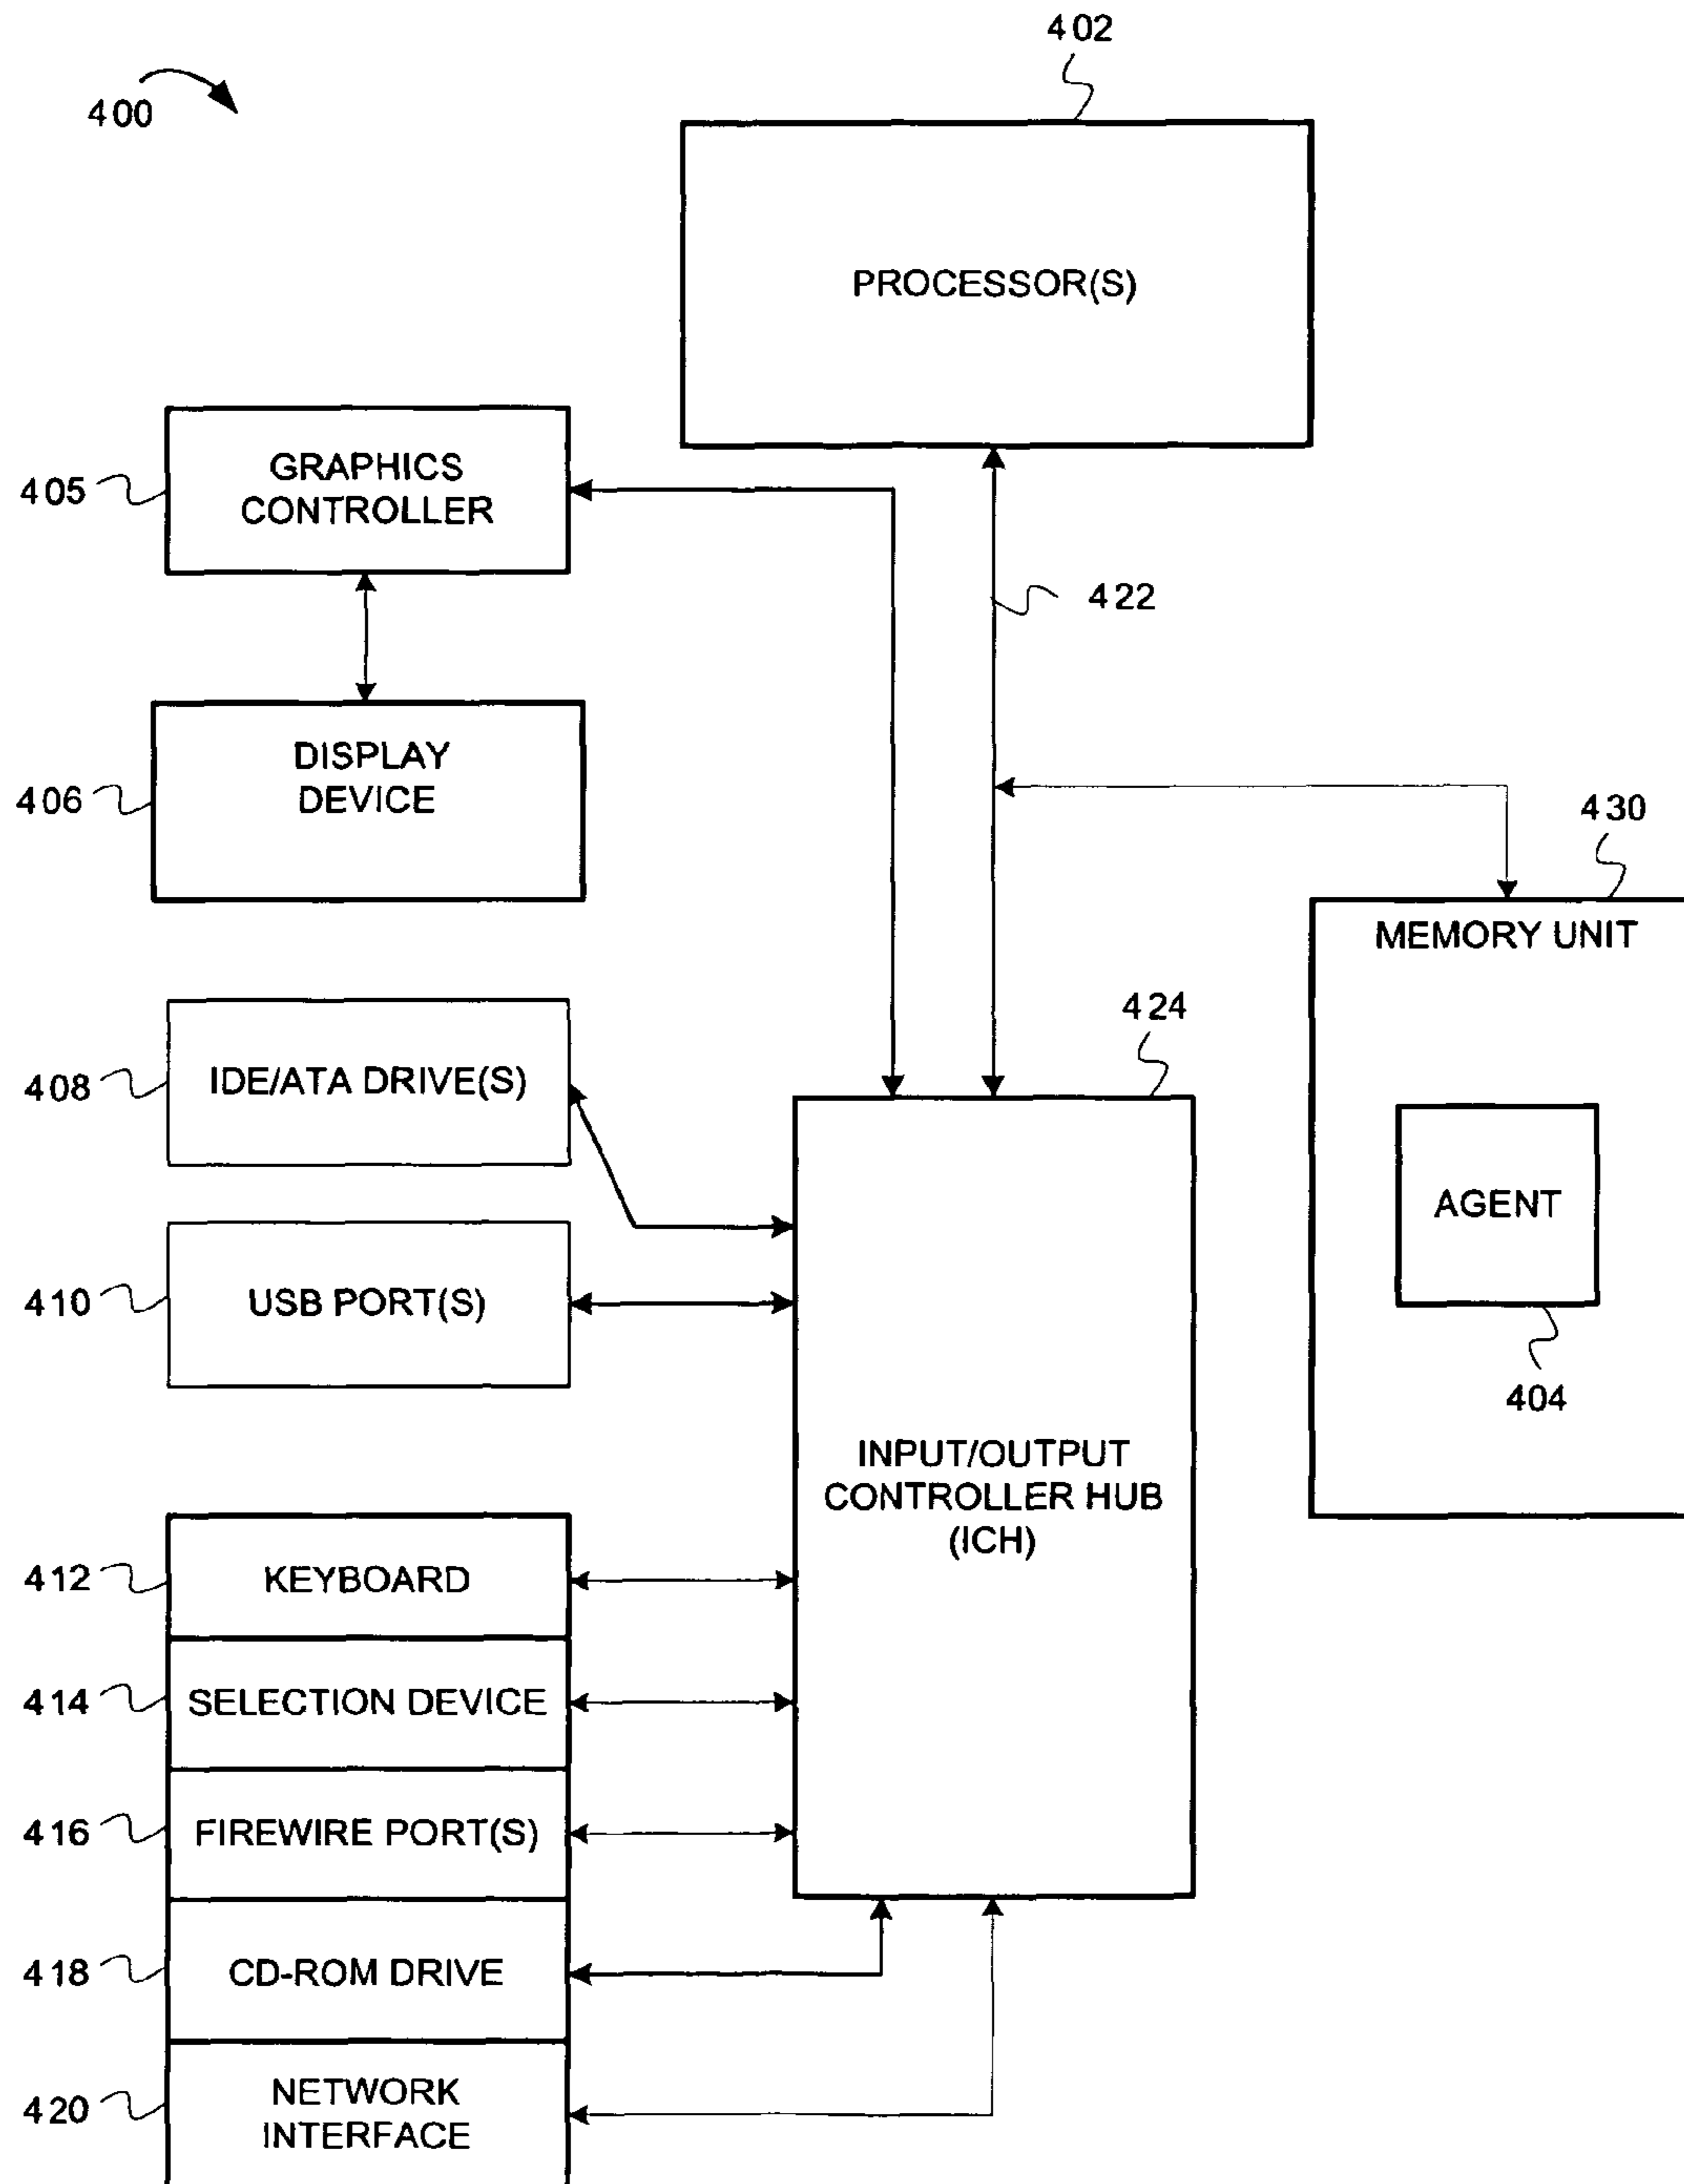 402
400
PROCESSOR(S)
GRAPHICS
CONTROLLER
405
422
DISPLAY
DEVICE
406
430
MEMORY UNIT
424
IDE/ATA DRIVE(S)
408
AGENT
USB PORT(S)
410
404
INPUT/OUTPUT
CONTROLLER HUB
(ICH)
KEYBOARD
412
SELECTION DEVICE
414
FIREWIRE PORT(S)
416
CD-ROM DRIVE
418
NETWORK
INTERFACE
420